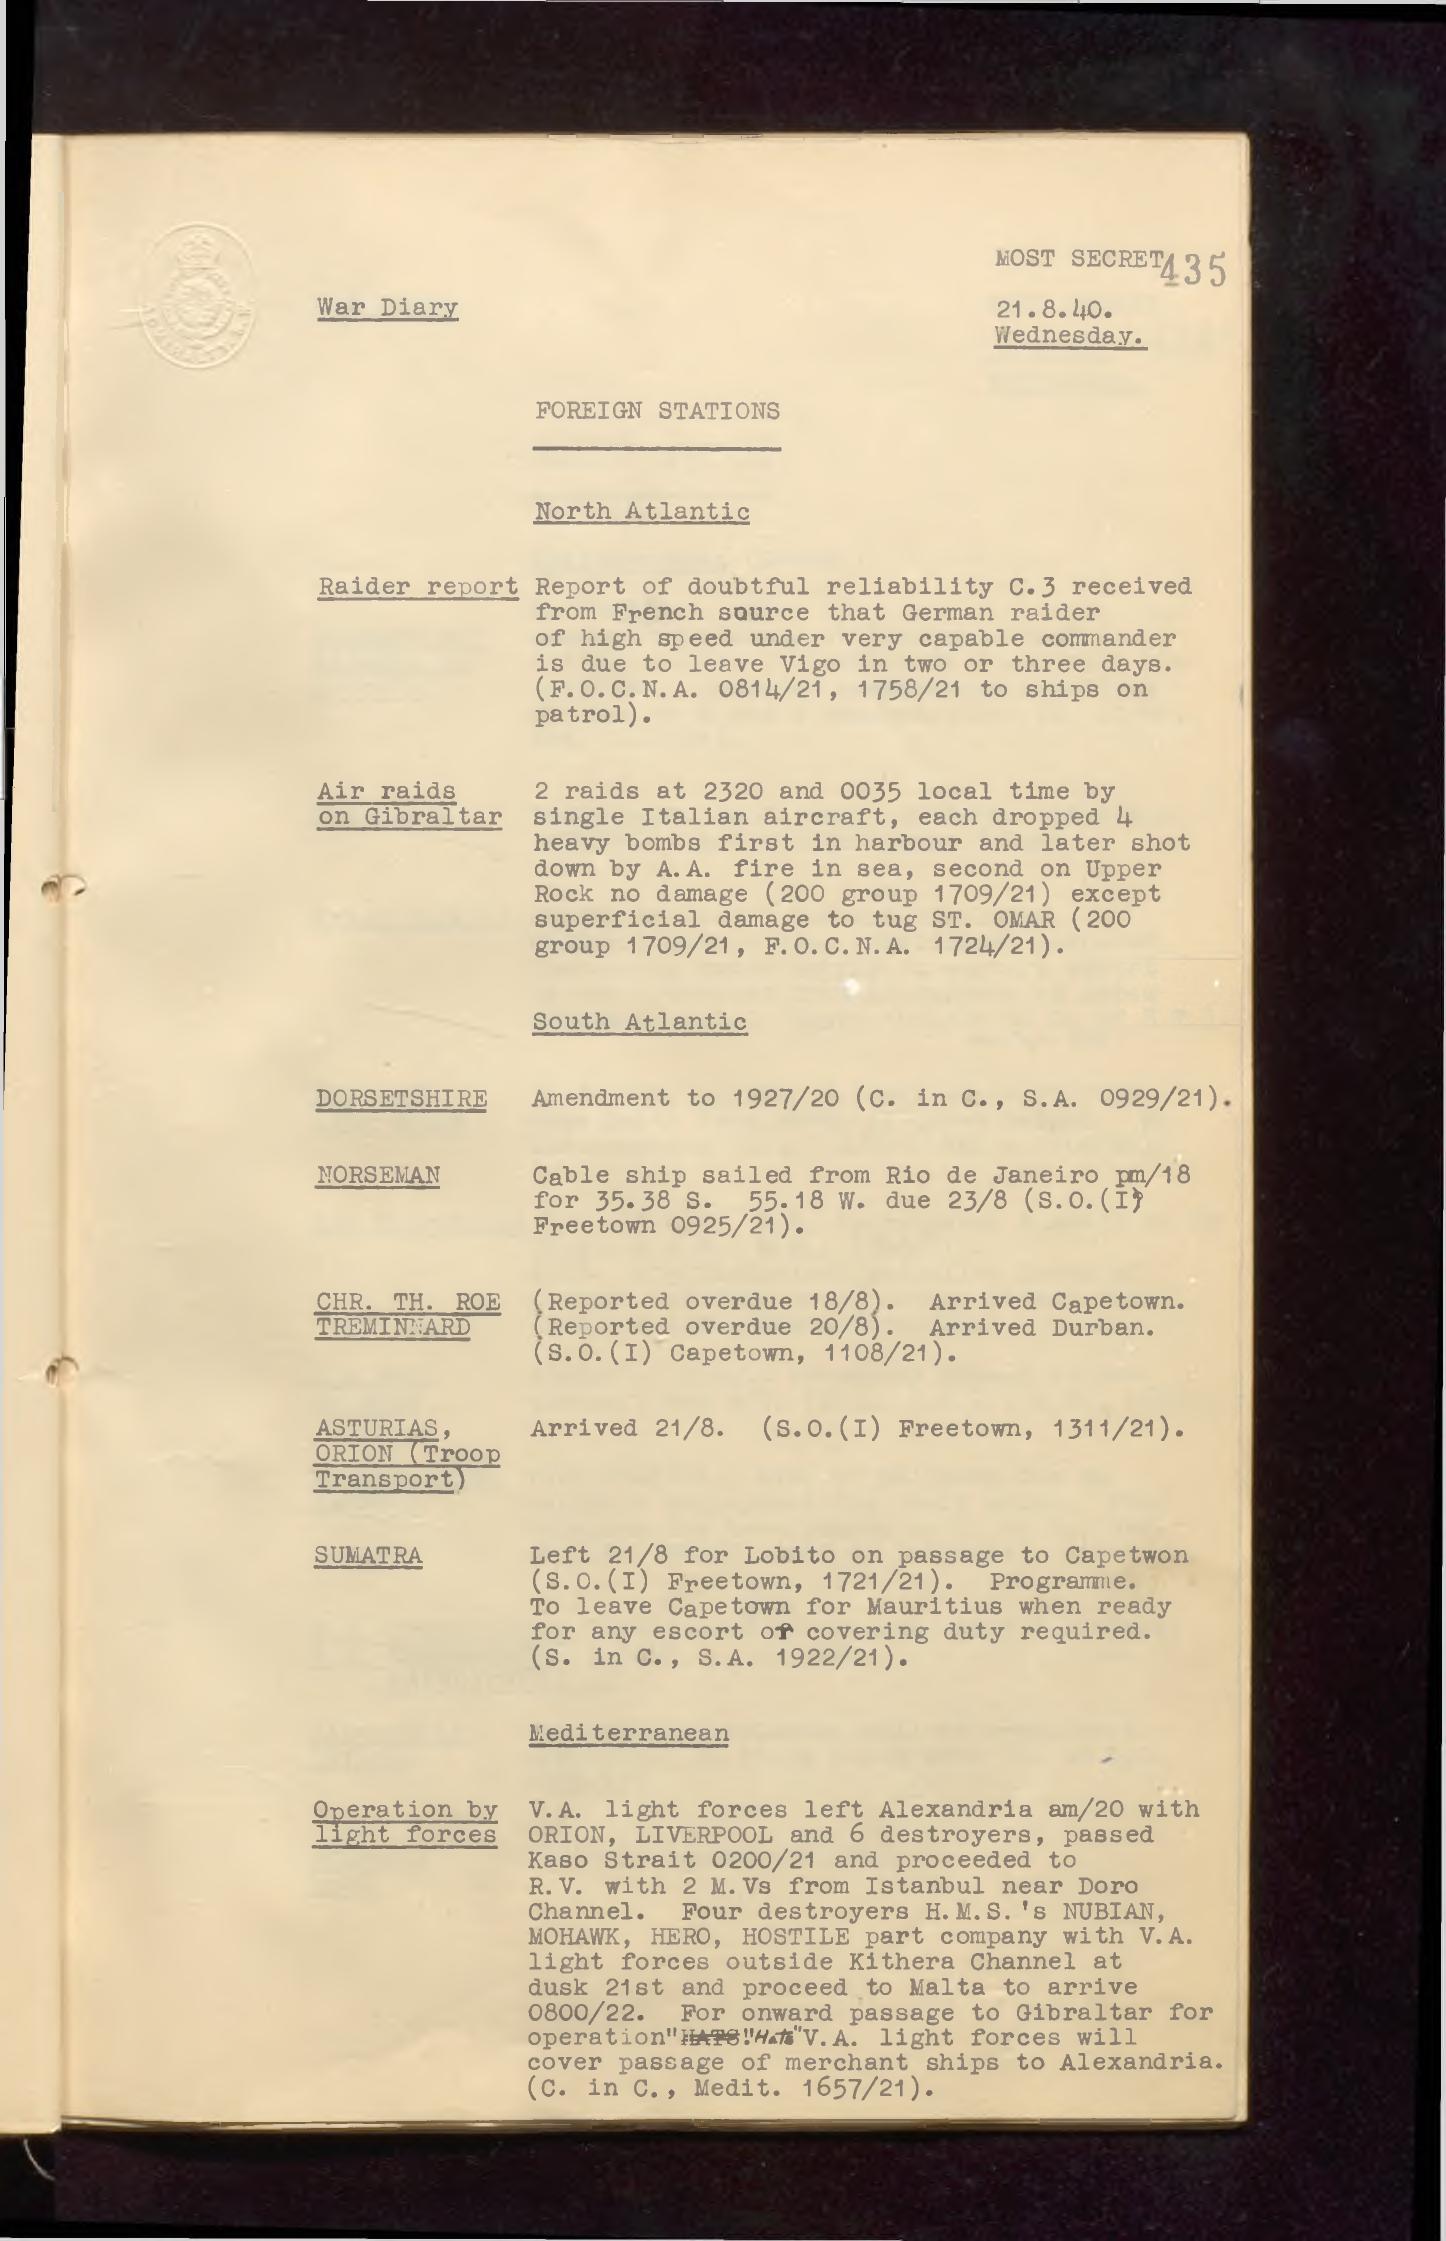 MOST SECRET 435
War Diary 21.8.40.
Wednesday.
FOREIGN STATIONS
North Atlantic
Raider report Report of doubtful reliability C.3 received
from French source that German raider
of high speed under very capable commander
is due to leave Vigo in two or three days.
(F.O.C.N.A. 0814/21, 1758/21 to ships on
patrol).
Air raids 2 raids at 2320 and 0035 local time by
on Gibraltar single Italian aircraft, each dropped 4
heavy bombs first in harbour and later shot
down by A.A. fire in sea, second on Upper
Rock no damage (200 group 1709/21) except
superficial damage to tug ST. OMAR (200
group 1709/21, F.O.C.N.A. 1724/21).
South Atlantic
DORSETSHIRE Amendment to 1927/20 (C. in C., S.A. 0929/21).
NORSEMAN Cable ship sailed from Rio de Janeiro pm/18
for 35.38 S. 55.18 W. due 23/8 (S.O.(I)
Freetown 0925/21).
CHR. TH. ROE (Reported overdue 18/8). Arrived Capetown.
TREMINNARD (Reported overdue 20/8). Arrived Durban.
(S.O.(I) Capetown, 1108/21).
ASTURIAS, Arrived 21/8. (S.O.(I) Freetown, 1311/21).
ORION (Troop
Transport)
SUMATRA Left 21/8 for Lobito on passage to Capetwon
(S.O.(I) Freetown, 1721/21). Programme.
To leave Capetown for Mauritius when ready
for any escort or covering duty required.
(S. in C., S.A. 1922/21).
Mediterranean
Operation by V.A. light forces left Alexandria am/20 with
light forces ORION, LIVERPOOL and 6 destroyers, passed
Kaso Strait 0200/21 and proceeded to
R.V. with 2 M.Vs from Istanbul near Doro
Channel. Four destroyers H.M.S.'s NUBIAN,
MOHAWK, HERO, HOSTILE part company with V.A.
light forces outside Kithera Channel at
dusk 21st and proceed to Malta to arrive
0800/22. For onward passage to Gibraltar for
operation "HATS" "Hats" V.A. light forces will
cover passage of merchant ships to Alexandria.
(C. in C., Medit. 1657/21).